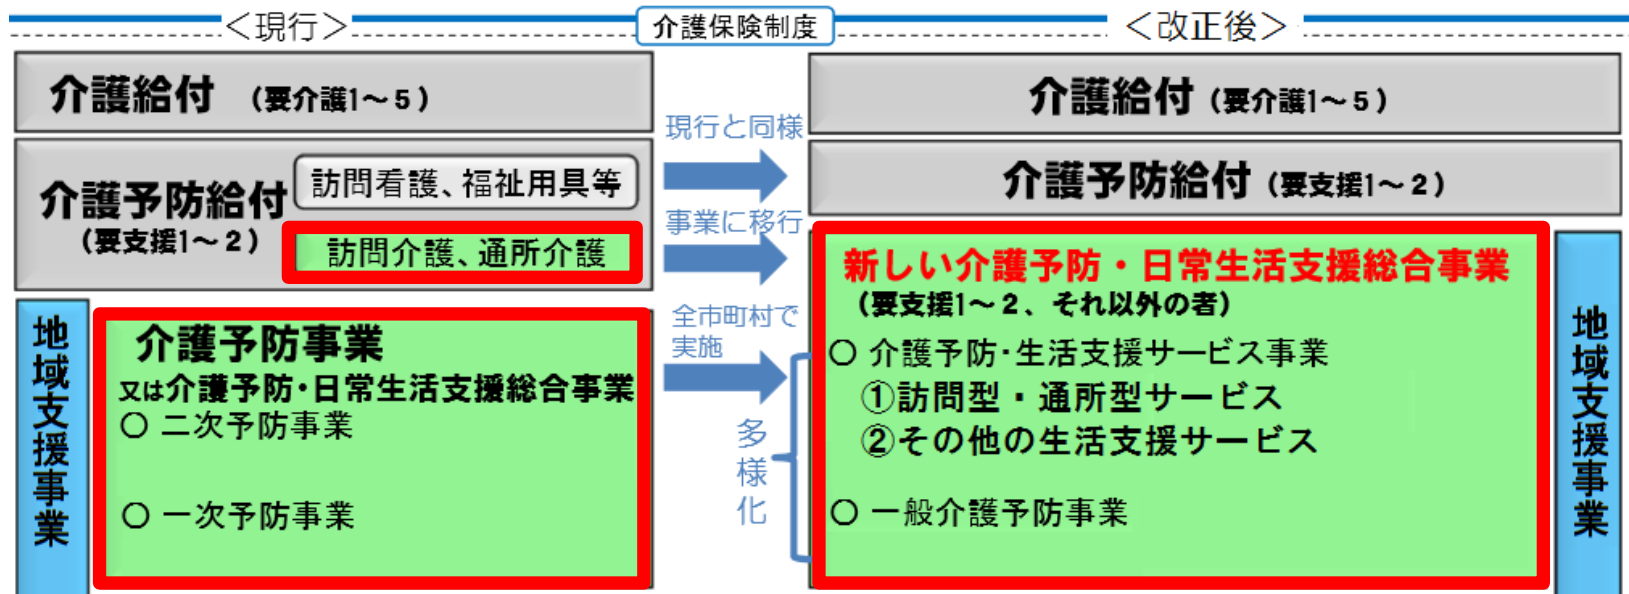 ＜現行＞
介護保険制度
＜改正後＞
介護給付 （要介護1～５）
介護予防給付
（要支援1～２）
訪問看護、福祉用具等
訪問介護、通所介護
地域支援事業
介護予防事業
又は介護予防・日常生活支援総合事業
○ 二次予防事業
○ 一次予防事業
現行と同様
事業に移行
全市町村で
実施
多様化
介護給付（要介護1～５）
介護予防給付（要支援1～２）
新しい介護予防・日常生活支援総合事業
（要支援1～２、それ以外の者）
○ 介護予防・生活支援サービス事業
①訪問型・通所型サービス
②その他の生活支援サービス
○ 一般介護予防事業
地域支援事業